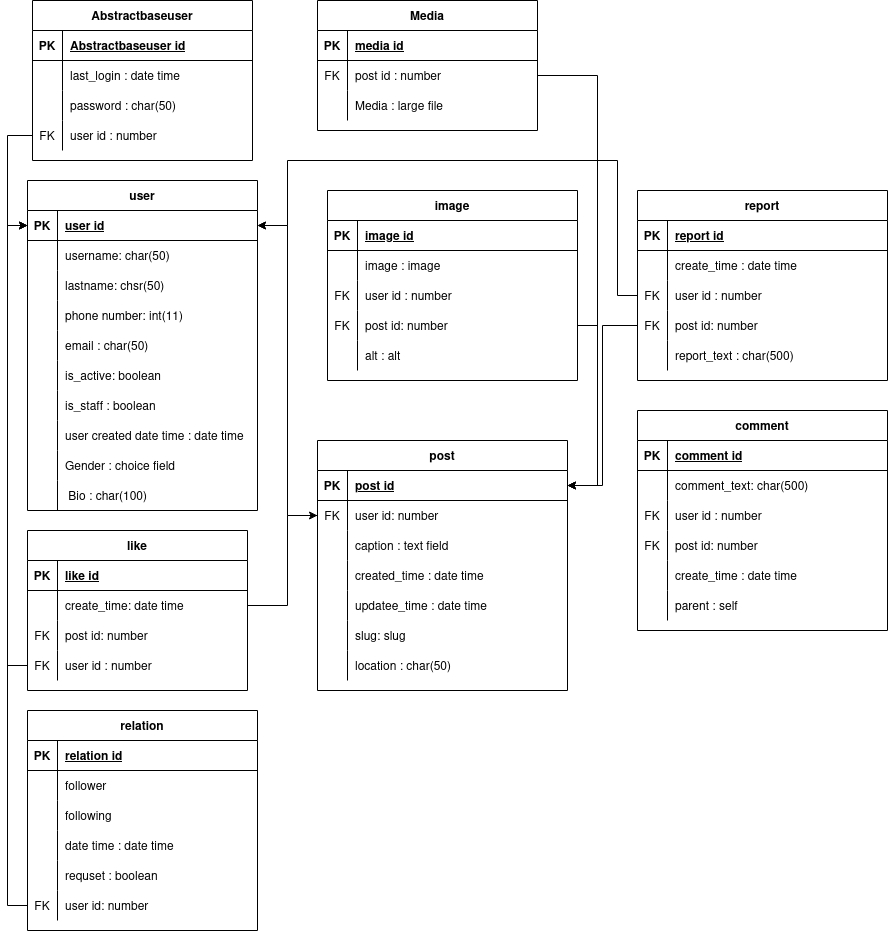 Abstractbaseuser
PK Abstractbaseuser id
last_login : date time
password : char(50)
FK user id : number
Media
PK media id
FK post id : number
Media : large file
user
PK user id
username: char(50)
lastname: chsr(50)
phone number: int(11)
email : char(50)
is_active: boolean
is_staff : boolean
user created date time : date time
Gender : choice field
Bio : char(100)
image
PK image id
image : image
FK user id : number
FK post id: number
alt : alt
report
PK report id
create_time : date time
FK user id : number
FK post id: number
report_text : char(500)
post
PK post id
FK user id: number
caption : text field
created_time : date time
updatee_time : date time
slug: slug
location : char(50)
comment
PK comment id
comment_text: char(500)
FK user id : number
FK post id: number
create_time : date time
parent : self
like
PK like id
create_time: date time
FK post id: number
FK user id : number
relation
PK relation id
follower
following
date time : date time
requset : boolean
FK user id: number